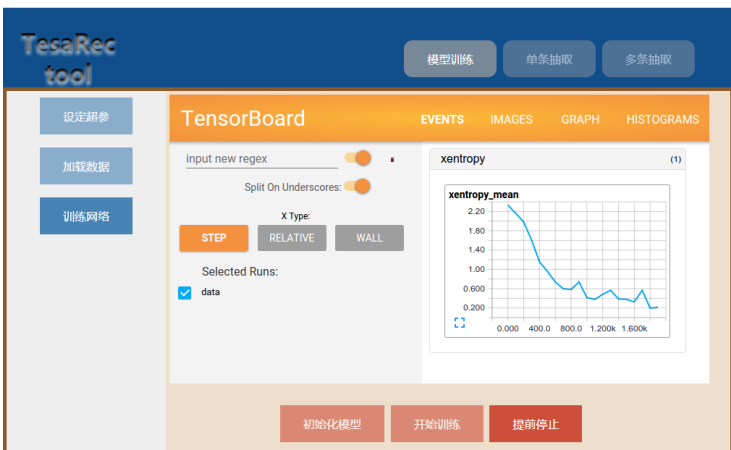 TesaRec
tool
模型训练
单条抽取
多条抽取
设定超参
加载数据
训练网络
TensorBoard
EVENTS
IMAGES
GRAPH
HISTOGRAMS
input new regex
Split On Underscores:
X Type:
STEP
RELATIVE
WALL
Selected Runs:
data
xentropy
(1)
xentropy_mean
2.20
1.80
1.40
1.00
0.600
0.200
0.000 400.0 800.0 1.200k 1.600k
初始化模型
开始训练
提前停止